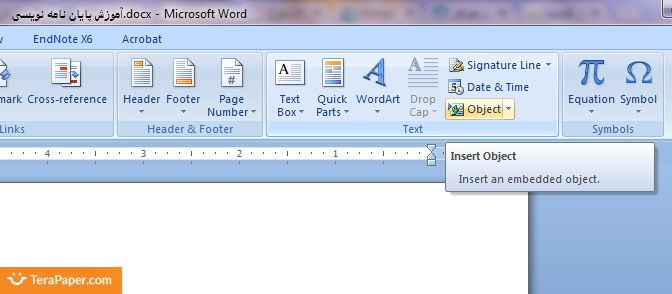 آموزش پایان نامه نویسی.docx - Microsoft Word
EndNote X6 Acrobat
Cross-reference
Header Footer Page Number
Text Box Quick Parts WordArt Drop Cap
Signature Line
Date & Time
Object
Equation Symbol
Links Header & Footer Text Symbols
4 3 2 1
Insert Object
Insert an embedded object.
TeraPaper.com